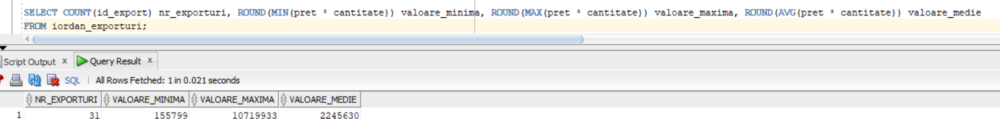 SELECT COUNT(id_export) nr_exporturi, ROUND(MIN(pret * cantitate)) valoare_minima, ROUND(MAX(pret * cantitate)) valoare_maxima, ROUND(AVG(pret * cantitate)) valoare_medie
FROM iordan_exporturi;
Script Output x Query Result x
SQL | All Rows Fetched: 1 in 0.021 seconds
NR_EXPORTURI VALOARE_MINIMA VALOARE_MAXIMA VALOARE_MEDIE
1 31 155799 10719933 2245630